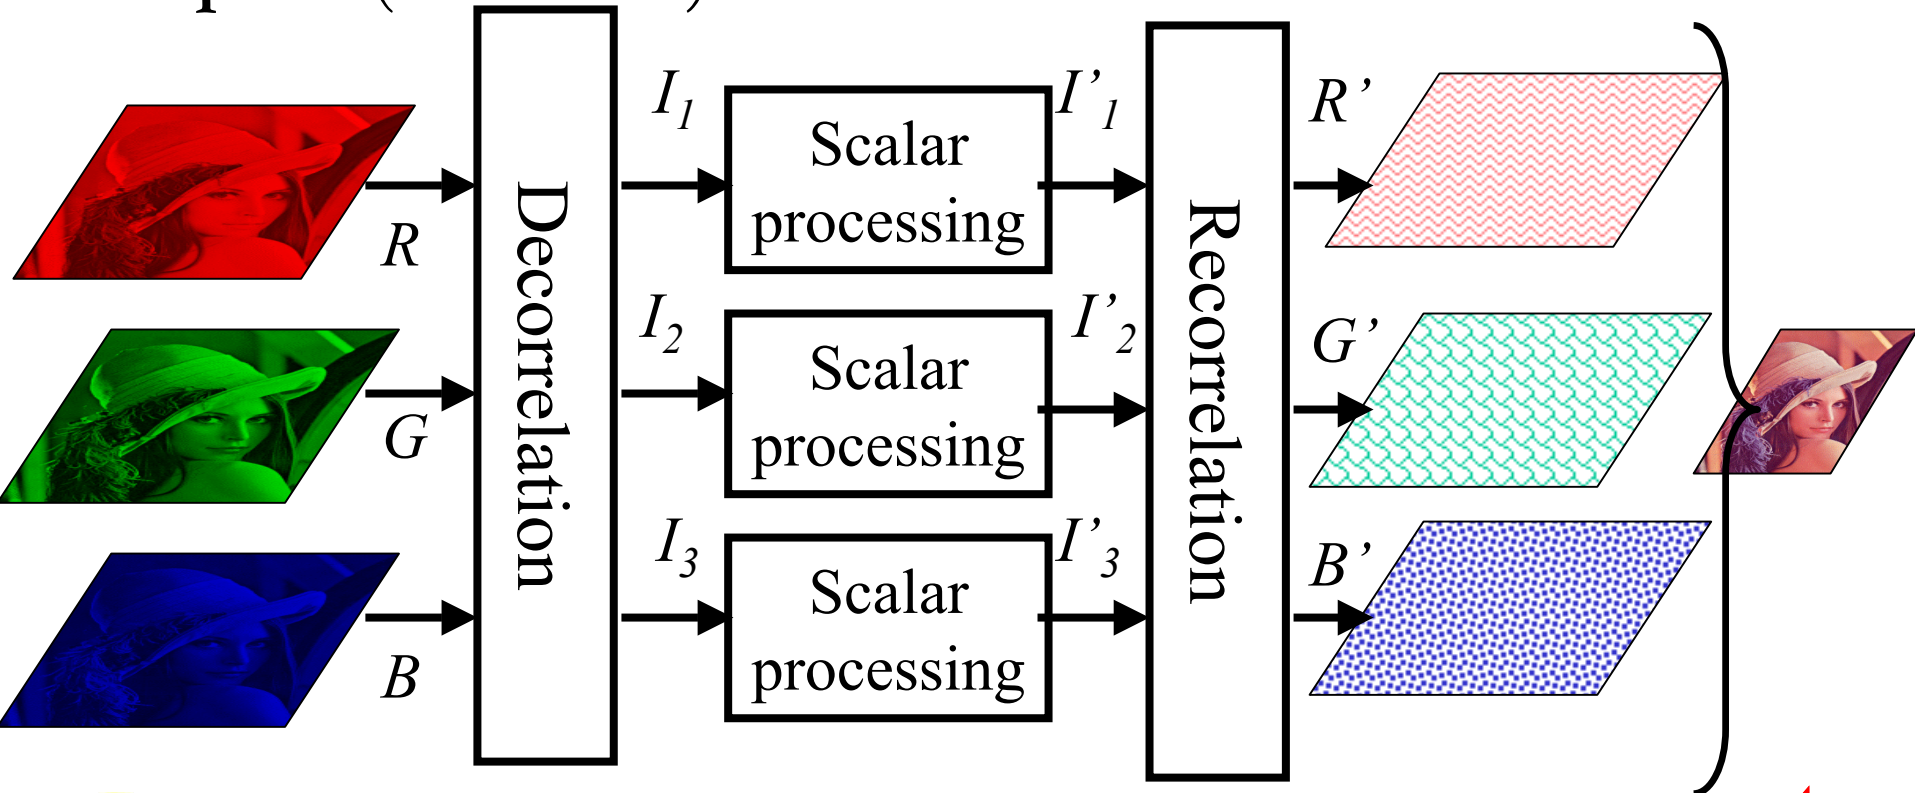 I1
I’1
R’
Scalar
processing
R
Decorrelation
Recorrelation
I2
I’2
G’
Scalar
processing
G
I3
I’3
B’
Scalar
processing
B